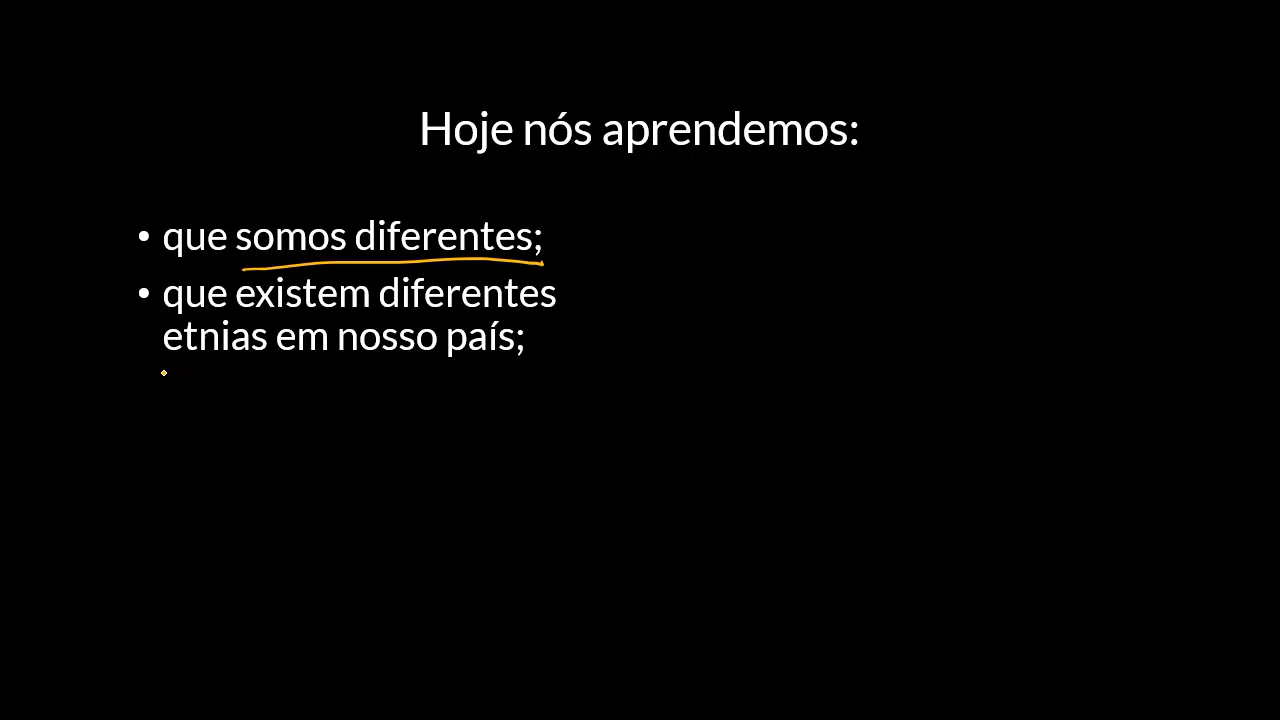 Hoje nós aprendemos:
• que somos diferentes;
• que existem diferentes
etnias em nosso país;